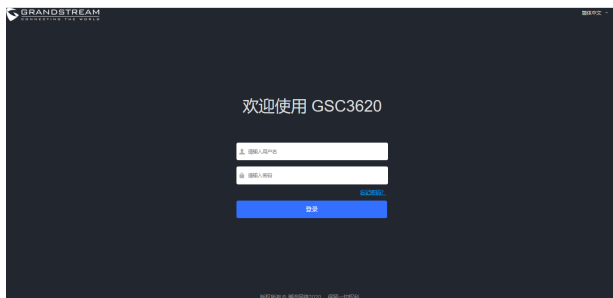 GRANDSTREAM
CONNECTING THE WORLD
简体中文
欢迎使用 GSC3620
请输入用户名
请输入密码
忘记密码?
登录